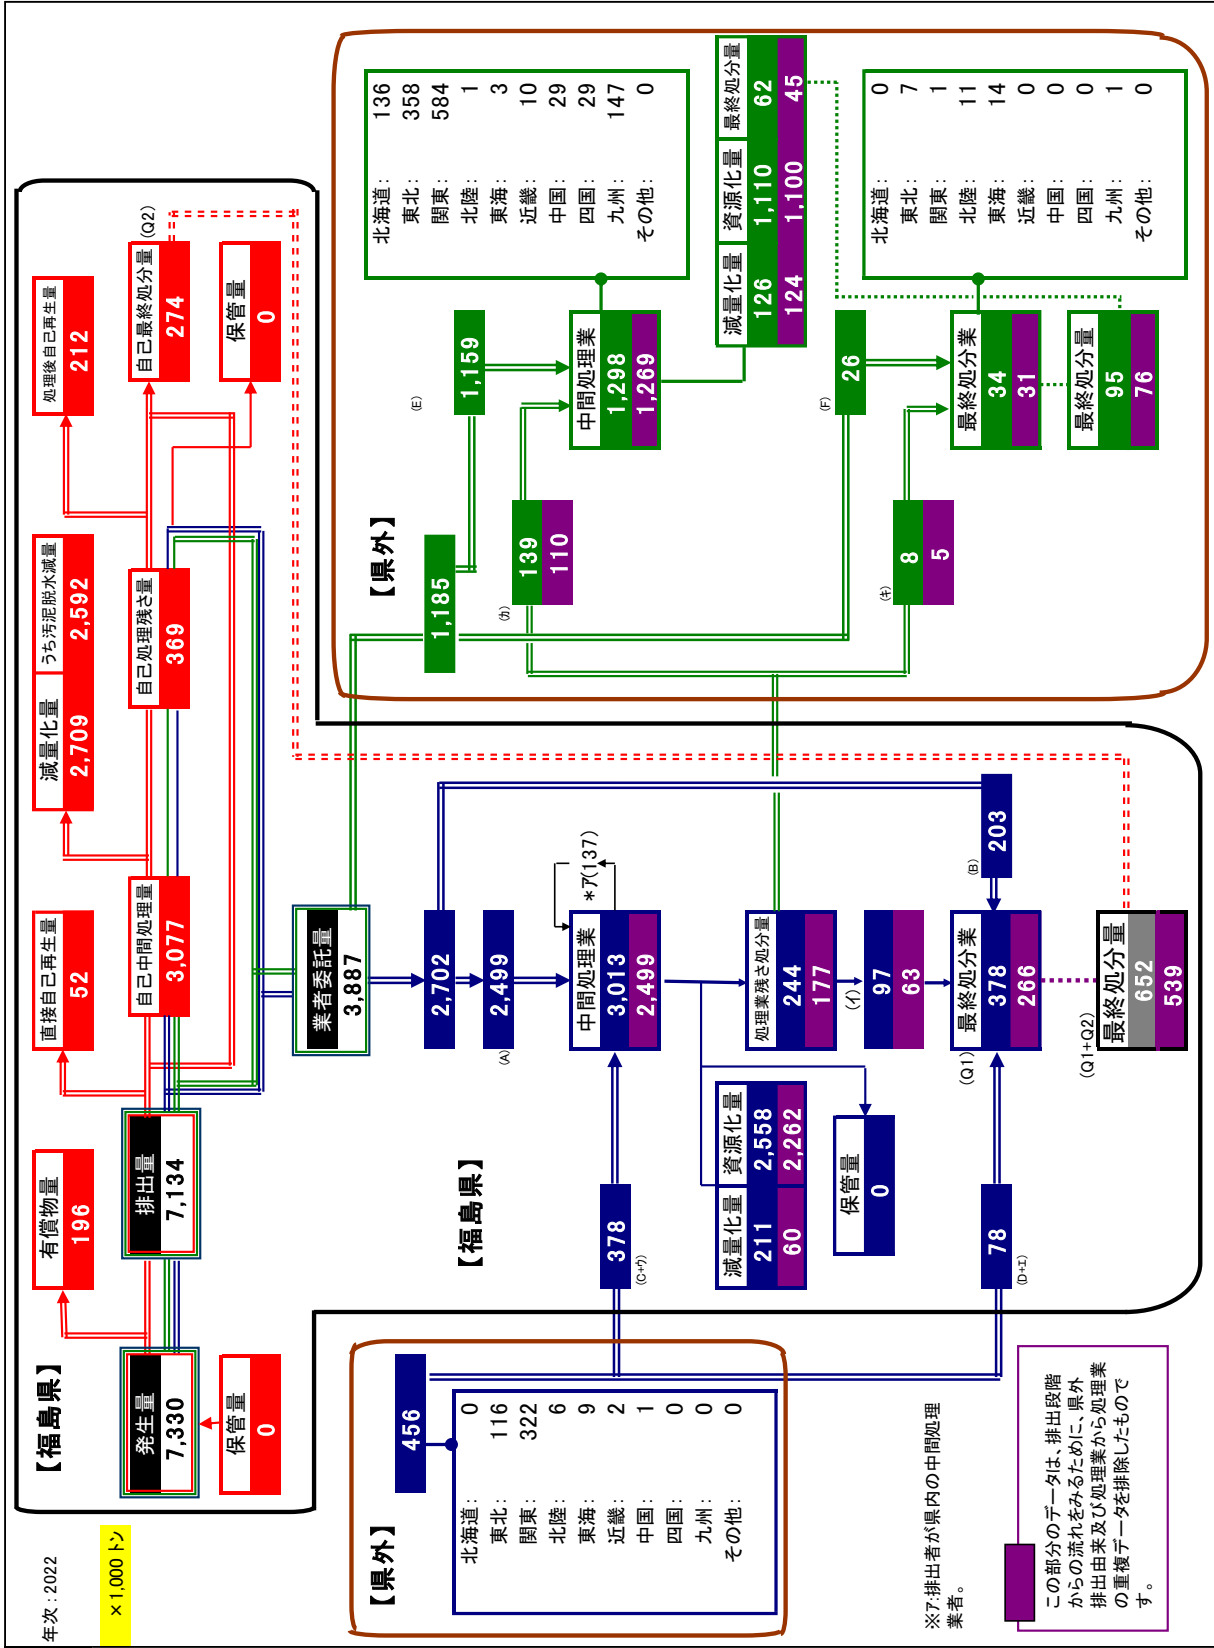 年次：2022
×1,000 トン
【福島県】
発生量
7,330
保管量
0
有償物量
196
排出量
7,134
直接自己再生量
52
自己中間処理量
3,077
減量化量
うち汚泥脱水減量
2,709
2,592
自己処理残さ量
369
処理後自己再生量
212
自己最終処分量
274
(Q2)
保管量
0
業者委託量
3,887
【県外】
456
北海道： 0
東北： 116
関東： 322
北陸： 6
東海： 9
近畿： 2
中国： 1
四国： 0
九州： 0
その他： 0
【福島県】
2,702
2,499
(A)
378
(C+ｳ)
中間処理業
3,013
2,499
＊ｱ(137)
減量化量
資源化量
211
2,558
60
2,262
保管量
0
処理業残さ処分量
244
177
(ｲ)
97
63
203
(B)
78
(D+ｴ)
最終処分業
378
266
(Q1)
(Q1+Q2)
最終処分量
652
539
【県外】
1,185
1,159
(E)
139
110
(ｶ)
中間処理業
1,298
1,269
北海道： 136
東北： 358
関東： 584
北陸： 1
東海： 3
近畿： 10
中国： 29
四国： 29
九州： 147
その他： 0
減量化量
資源化量
最終処分量
126
1,110
62
124
1,100
45
26
(F)
8
5
(ｷ)
最終処分業
34
31
最終処分量
95
76
北海道： 0
東北： 7
関東： 1
北陸： 11
東海： 14
近畿： 0
中国： 0
四国： 0
九州： 1
その他： 0
※ｱ:排出者が県内の中間処理
業者。
この部分のデータは、排出段階
からの流れをみるために、県外
排出由来及び処理業から処理業
の重複データを排除したもので
す。